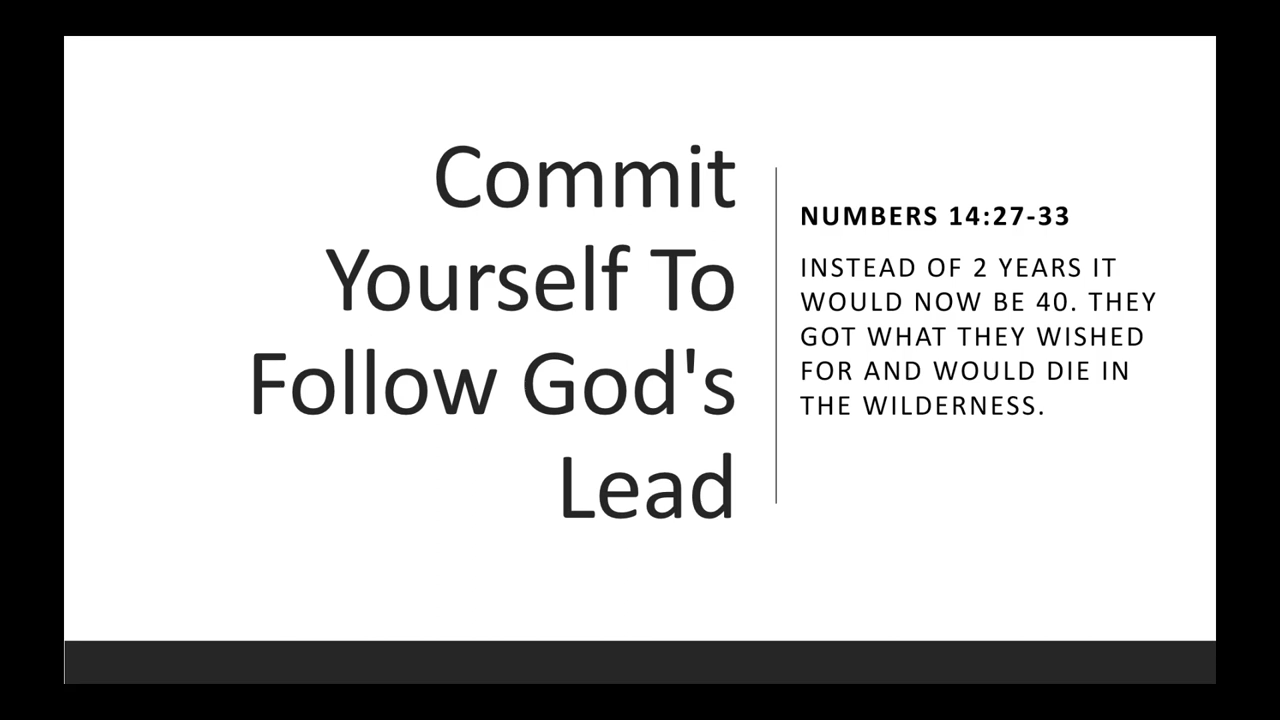 Commit
Yourself To
Follow God's
Lead
NUMBERS 14:27-33
INSTEAD OF 2 YEARS IT
WOULD NOW BE 40. THEY
GOT WHAT THEY WISHED
FOR AND WOULD DIE IN
THE WILDERNESS.